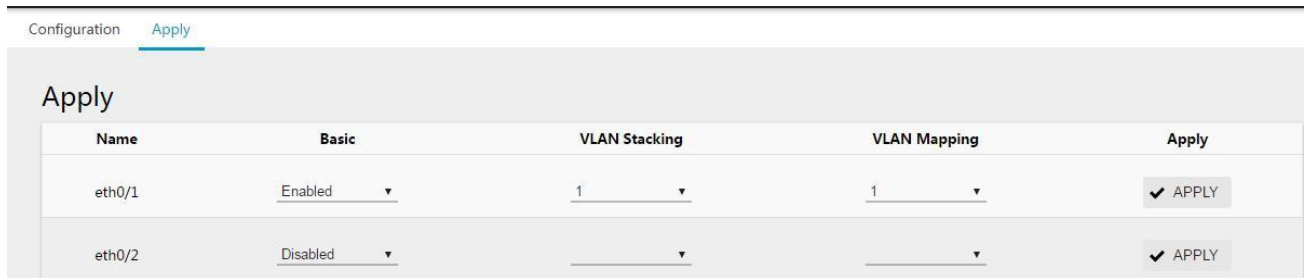 Configuration Apply
Apply
Name Basic VLAN Stacking VLAN Mapping Apply
eth0/1 Enabled 1 1 APPLY
eth0/2 Disabled APPLY